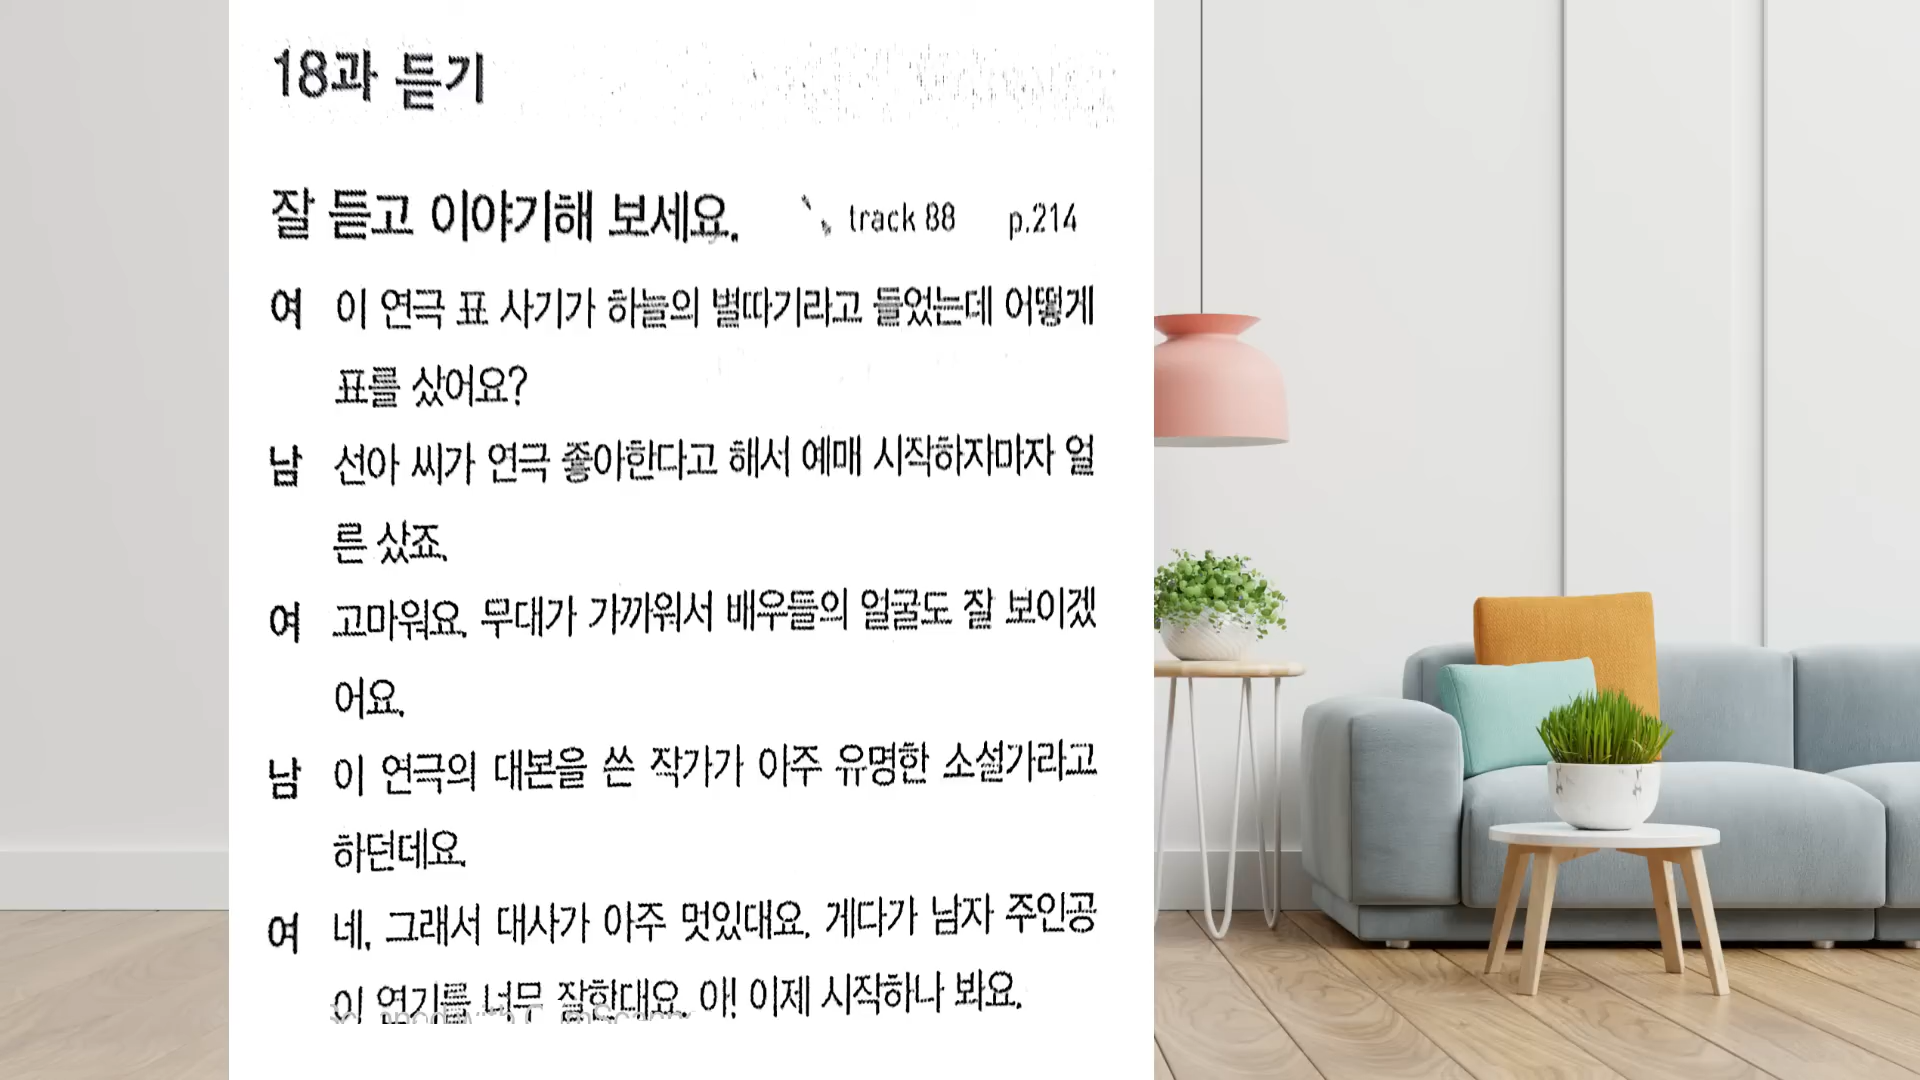 18과 듣기
잘 듣고 이야기해 보세요. track 88 p.214
여 이 연극 표 사기가 하늘의 별따기라고 들었는데 어떻게
표를 샀어요?
남 선아 씨가 연극 좋아한다고 해서 예매 시작하자마자 얼
른 샀죠.
여 고마워요. 무대가 가까워서 배우들의 얼굴도 잘 보이겠
어요.
남 이 연극의 대본을 쓴 작가가 아주 유명한 소설가라고
하던데요.
여 네, 그래서 대사가 아주 멋있대요. 게다가 남자 주인공
이 연기를 너무 잘한대요. 아! 이제 시작하나 봐요.